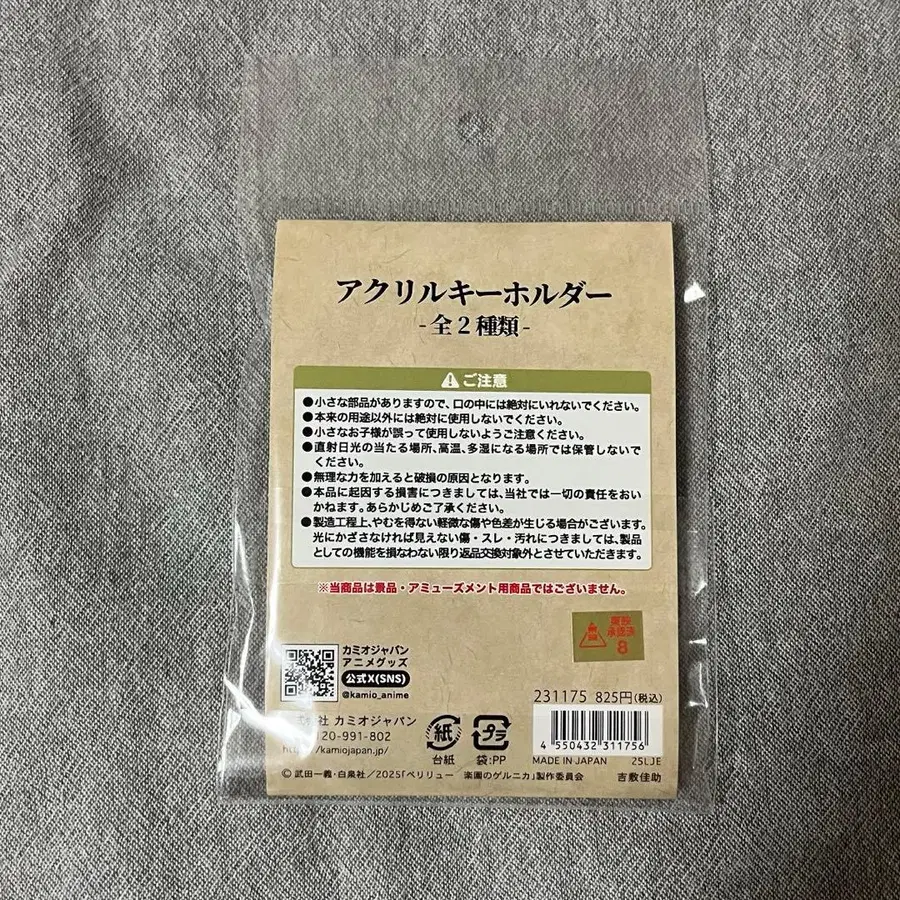 アクリルキーホルダー
-全2種類-
ご注意
●小さな部品がありますので、口の中には絶対にいれないでください。
●本来の用途以外には絶対に使用しないでください。
●小さなお子様が誤って使用しないようご注意ください。
●直射日光の当たる場所、高温、多湿になる場所では保管しないで
ください。
●無理な力を加えると破損の原因となります。
●本品に起因する損害につきましては、当社では一切の責任をおい
かねます。あらかじめご了承ください。
●製造工程上、やむを得ない軽微な傷や色差が生じる場合がございます。
光にかざさなければ見えない傷・スレ・汚れにつきましては、製品
としての機能を損なわない限り返品交換対象外とさせていただきます。
※当商品は景品・アミューズメント用商品ではございません。
承認済
8
カミオジャパン
アニメグッズ
公式X(SNS)
@kamio_anime
231175 825円(税込)
カミオジャパン
20-991-802
/kamiojapan.jp/
紙
台紙
プラ
袋:PP
4 550432 311756
MADE IN JAPAN 25LJE
© 武田一義・白泉社/2025「ペリリュー 楽園のゲルニカ」製作委員会 吉敷佳助